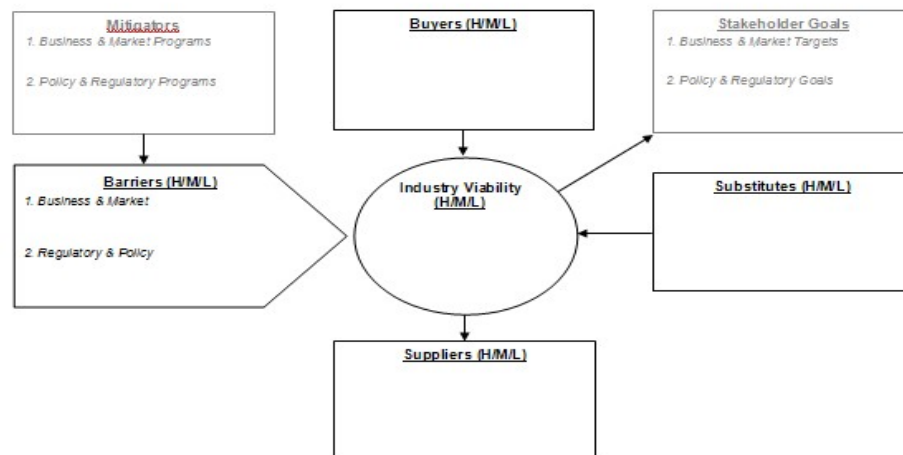 Mitigators
1. Business & Market Programs
2. Policy & Regulatory Programs
Buyers (H/M/L)
Stakeholder Goals
1. Business & Market Targets
2. Policy & Regulatory Goals
Barriers (H/M/L)
1. Business & Market
2. Regulatory & Policy
Industry Viability
(H/M/L)
Substitutes (H/M/L)
Suppliers (H/M/L)